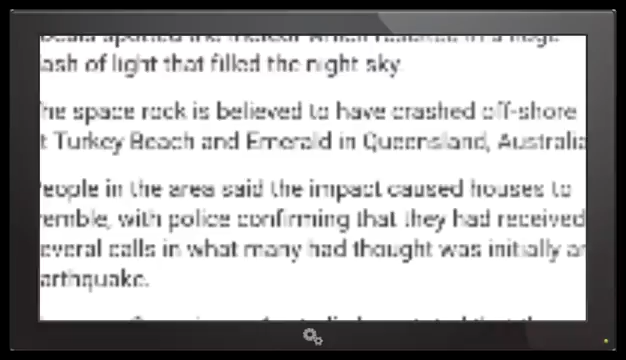 ash of light that filled the night sky.
he space rock is believed to have crashed off-shore
t Turkey Beach and Emerald in Queensland, Australia
eople in the area said the impact caused houses to
remble, with police confirming that they had received
everal calls in what many had thought was initially an
arthquake.